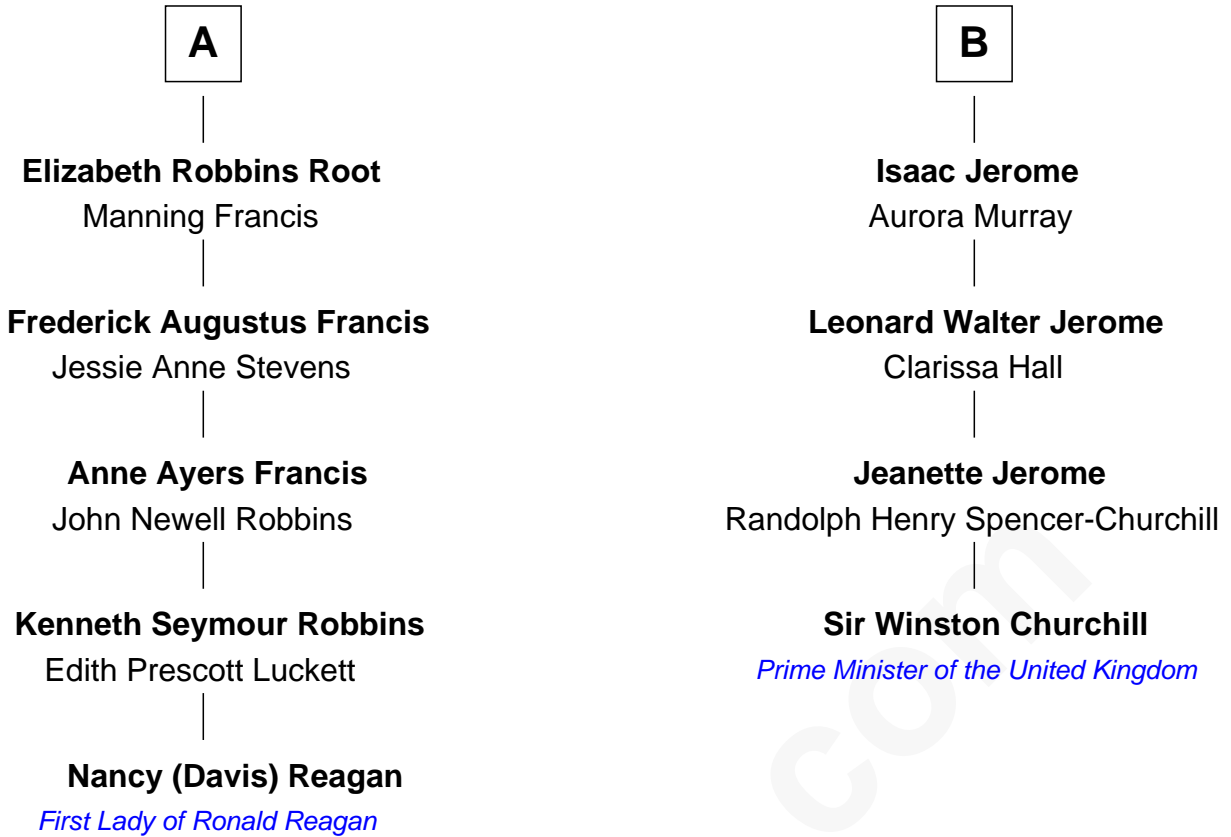 A
Elizabeth Robbins Root
Manning Francis
Frederick Augustus Francis
Jessie Anne Stevens
Anne Ayers Francis
John Newell Robbins
Kenneth Seymour Robbins
Edith Prescott Luckett
Nancy (Davis) Reagan
First Lady of Ronald Reagan
B
Isaac Jerome
Aurora Murray
Leonard Walter Jerome
Clarissa Hall
Jeanette Jerome
Randolph Henry Spencer-Churchill
Sir Winston Churchill
Prime Minister of the United Kingdom
com